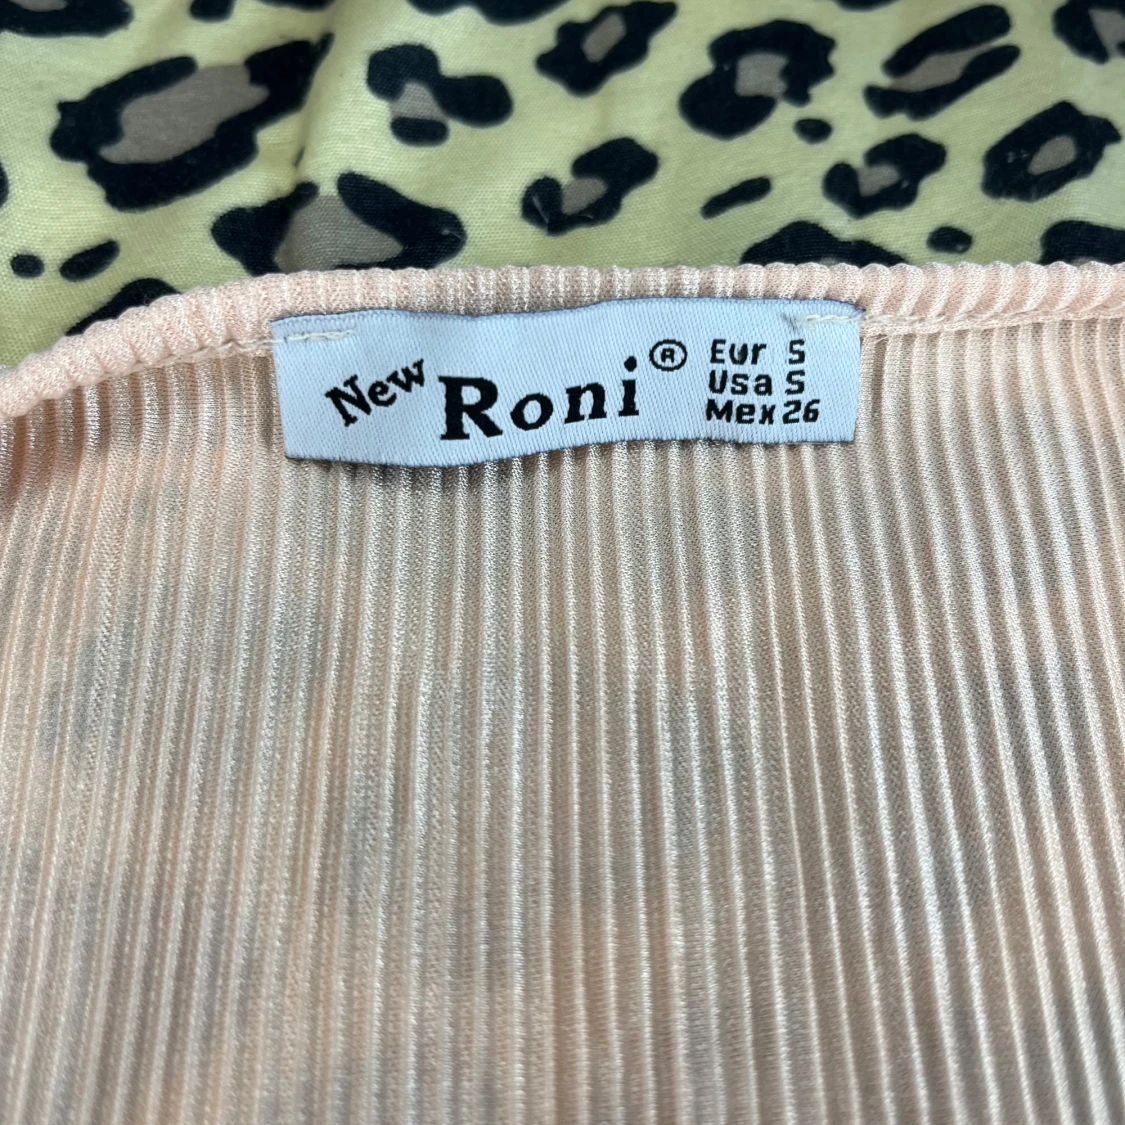 New Roni®
Eur S
Usa S
Mex 26